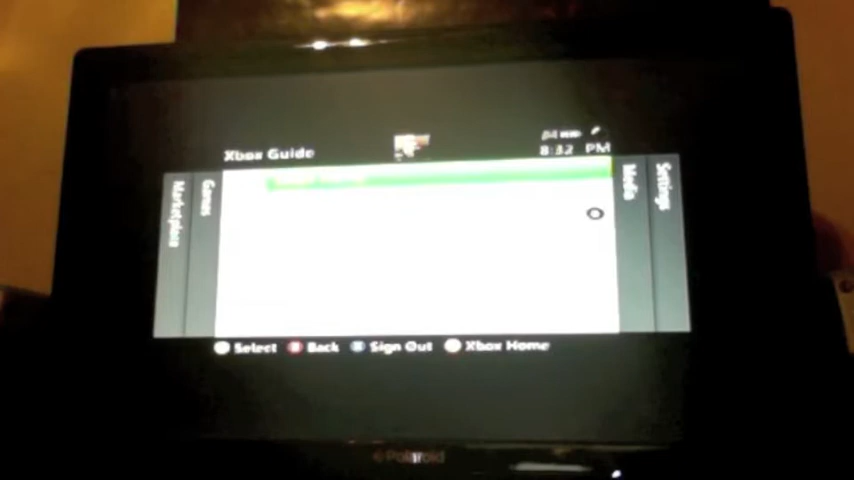 Xbox Guide
8:32 PM
Marketplace
Games
Media
Settings
Select Back Sign Out Xbox Home
Polaroid